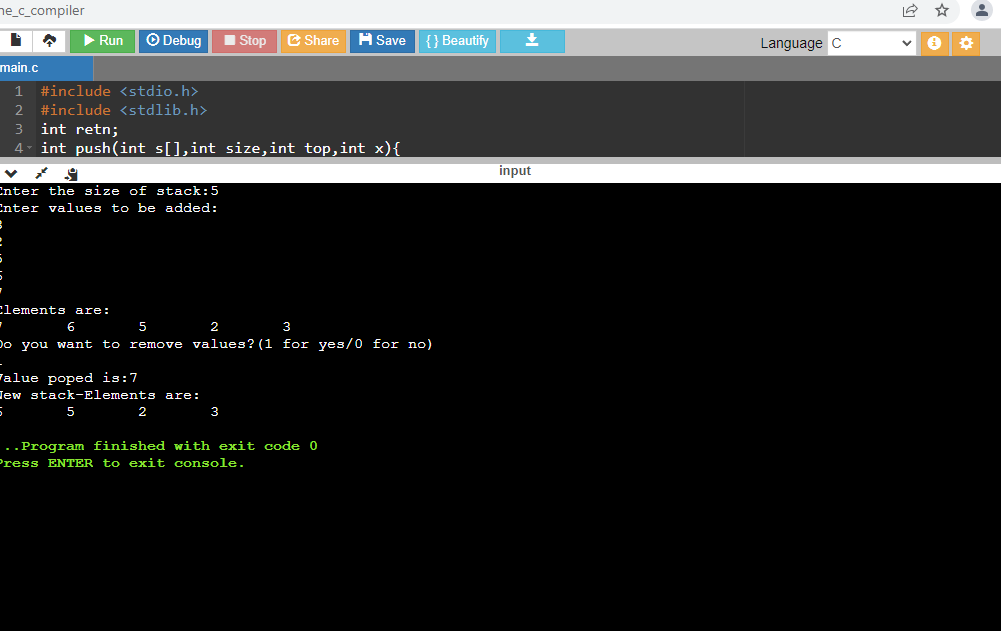 ne_c_compiler
Run Debug Stop Share Save { } Beautify Language C
main.c
1 #include <stdio.h>
2 #include <stdlib.h>
3 int retn;
4 int push(int s[],int size,int top,int x){
input
Enter the size of stack:5
Enter values to be added:
3
2
5
7
Elements are:
7 6 5 2 3
Do you want to remove values?(1 for yes/0 for no)
Value poped is:7
New stack-Elements are:
5 2 3
..Program finished with exit code 0
Press ENTER to exit console.